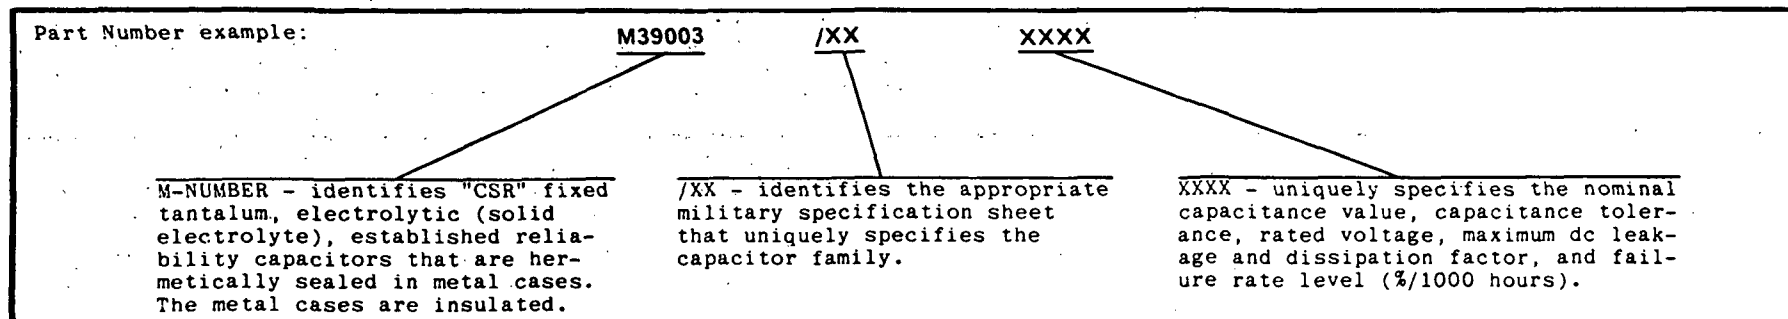 Part Number example:
M39003 /XX XXXX
M-NUMBER - identifies "CSR" fixed
tantalum, electrolytic (solid
electrolyte), established relia-
bility capacitors that are her-
metically sealed in metal cases.
The metal cases are insulated.
/XX - identifies the appropriate
military specification sheet
that uniquely specifies the
capacitor family.
XXXX - uniquely specifies the nominal
capacitance value, capacitance toler-
ance, rated voltage, maximum dc leak-
age and dissipation factor, and fail-
ure rate level (%/1000 hours).